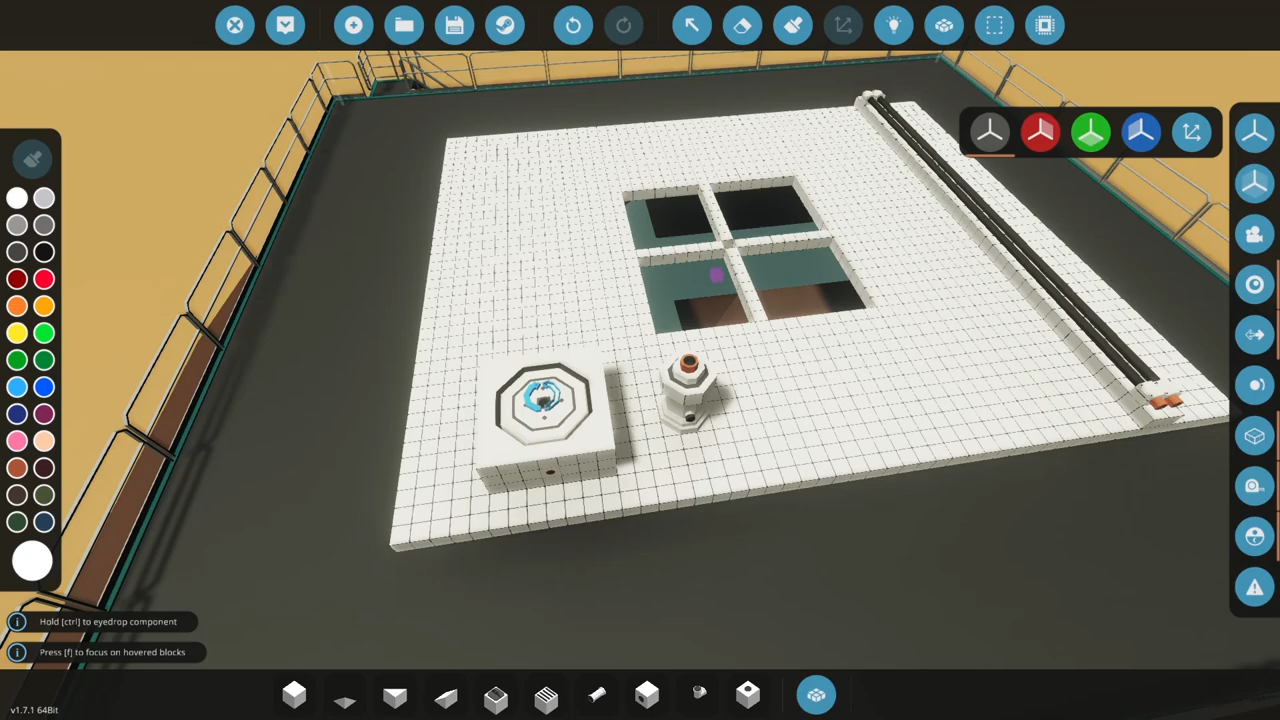 Hold [ctrl] to eyedrop component
Press [f] to focus on hovered blocks
v1.7.1 64Bit